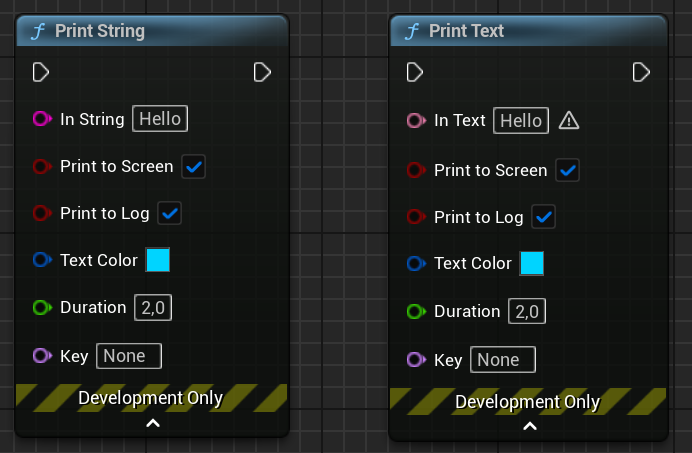 f Print String
In String Hello
Print to Screen
Print to Log
Text Color
Duration 2,0
Key None
Development Only
f Print Text
In Text Hello
Print to Screen
Print to Log
Text Color
Duration 2,0
Key None
Development Only